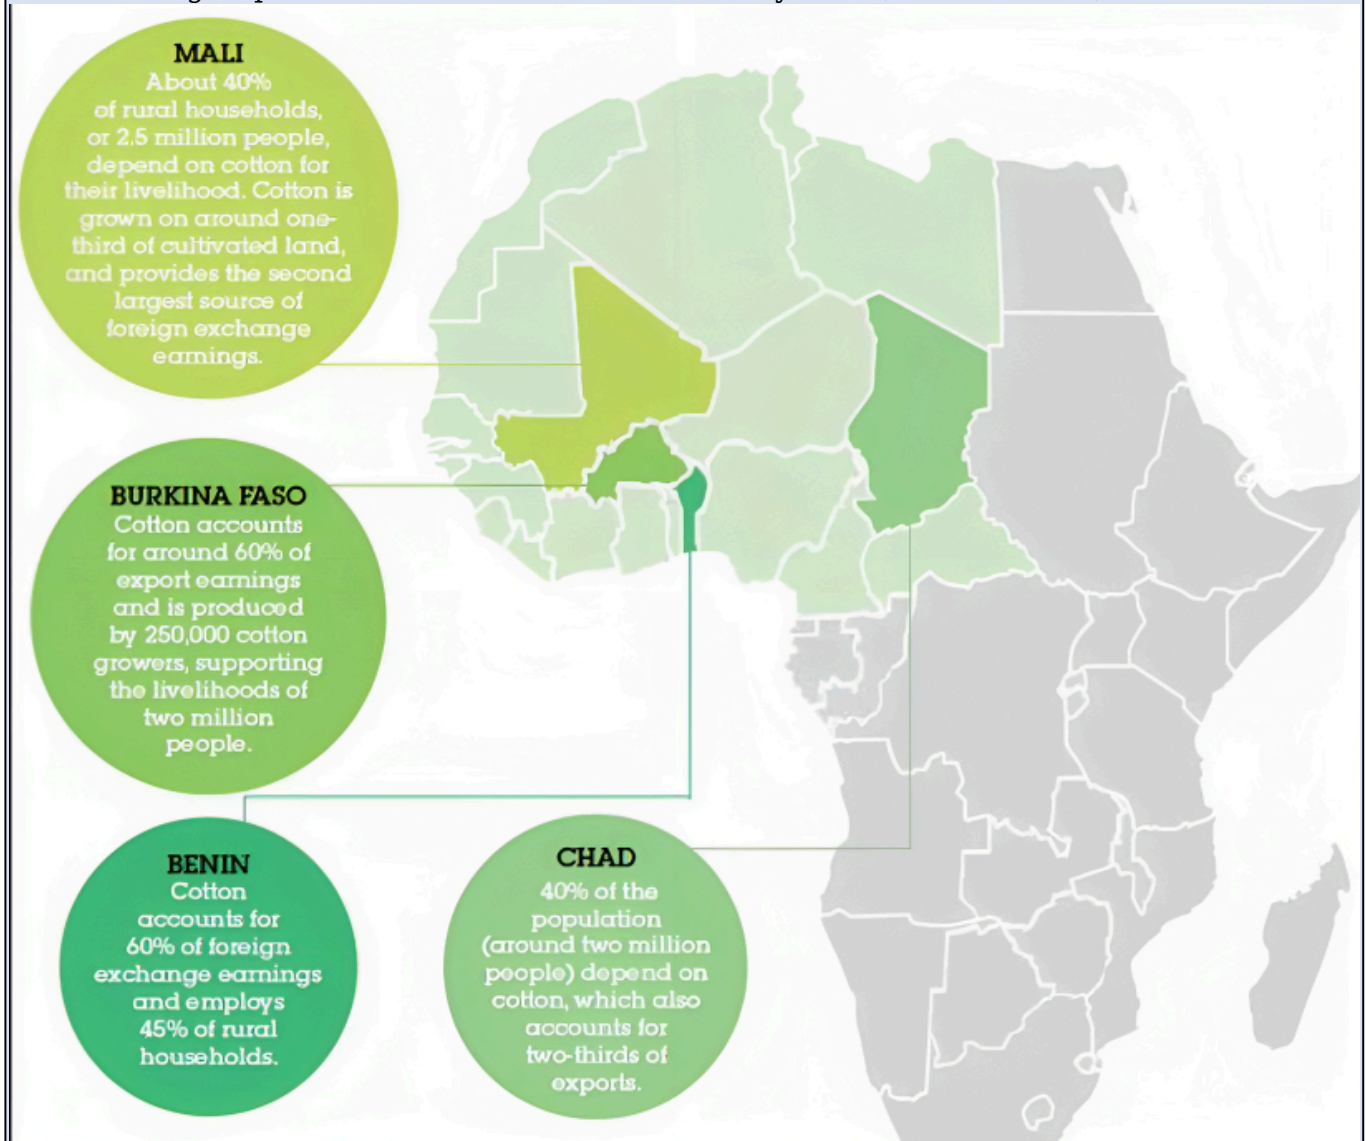 MALI
About 40%
of rural households,
or 2.5 million people,
depend on cotton for
their livelihood. Cotton is
grown on around one-
third of cultivated land,
and provides the second
largest source of
foreign exchange
earnings.
BURKINA FASO
Cotton accounts
for around 60% of
export earnings
and is produced
by 250,000 cotton
growers, supporting
the livelihoods of
two million
people.
BENIN
Cotton
accounts for
60% of foreign
exchange earnings
and employs
45% of rural
households.
CHAD
40% of the
population
(around two million
people) depend on
cotton, which also
accounts for
two-thirds of
exports.